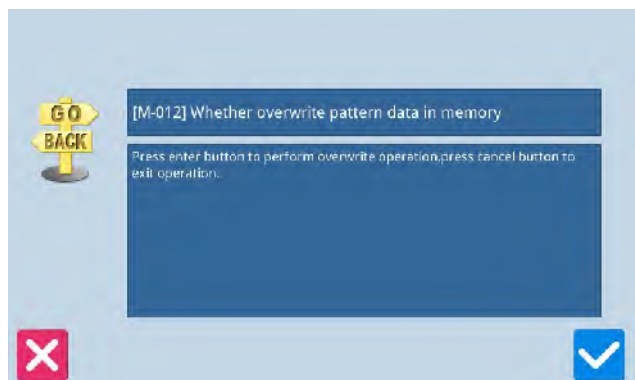 GO
BACK
[M-012] Whether overwrite pattern data in memory
Press enter button to perform overwrite operation,press cancel button to
exit operation.